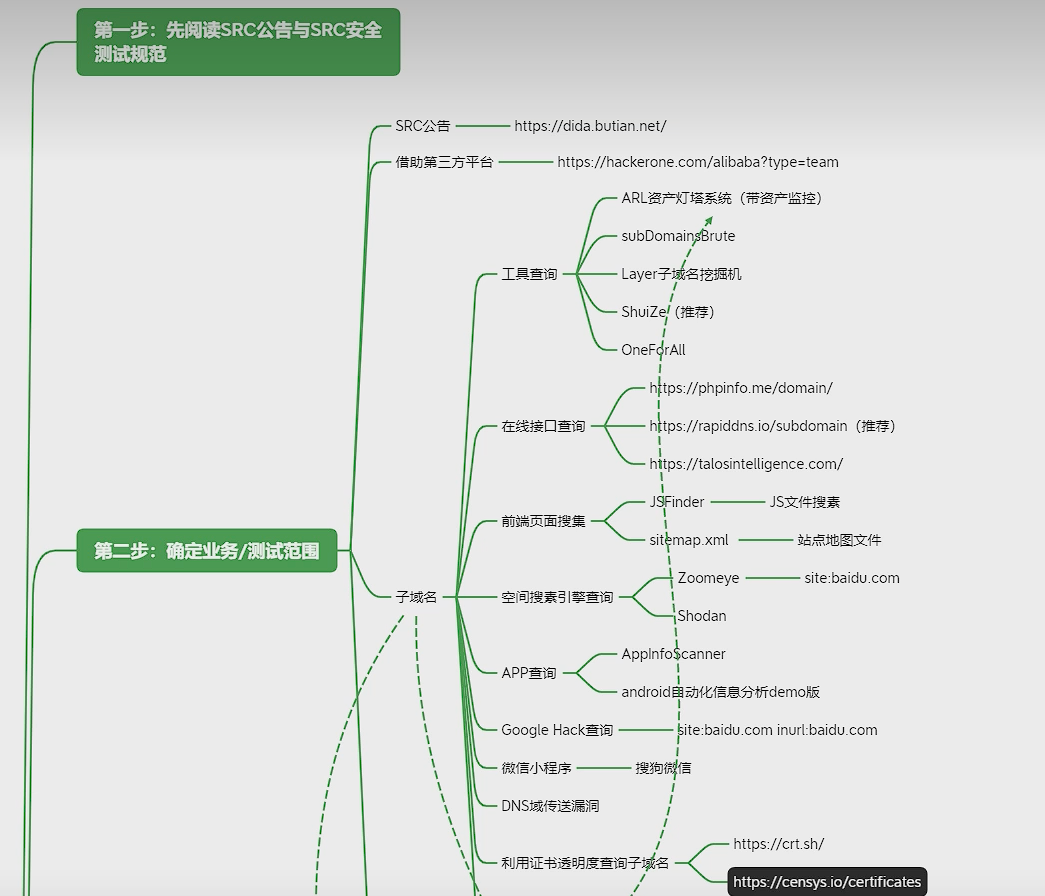 第一步：先阅读SRC公告与SRC安全
测试规范
SRC公告
https://dida.butian.net/
借助第三方平台
https://hackerone.com/alibaba?type=team
ARL资产灯塔系统（带资产监控）
subDomainsBrute
工具查询
Layer子域名挖掘机
ShuiZe（推荐）
OneForAll
https://phpinfo.me/domain/
在线接口查询
https://rapiddns.io/subdomain（推荐）
https://talosintelligence.com/
JSFinder
JS文件搜素
前端页面搜集
sitemap.xml
站点地图文件
第二步：确定业务/测试范围
Zoomeye
site:baidu.com
子域名
空间搜素引擎查询
Shodan
AppInfoScanner
APP查询
android自动化信息分析demo版
Google Hack查询
site:baidu.com inurl:baidu.com
微信小程序
搜狗微信
DNS域传送漏洞
https://crt.sh/
利用证书透明度查询子域名
https://censys.io/certificates